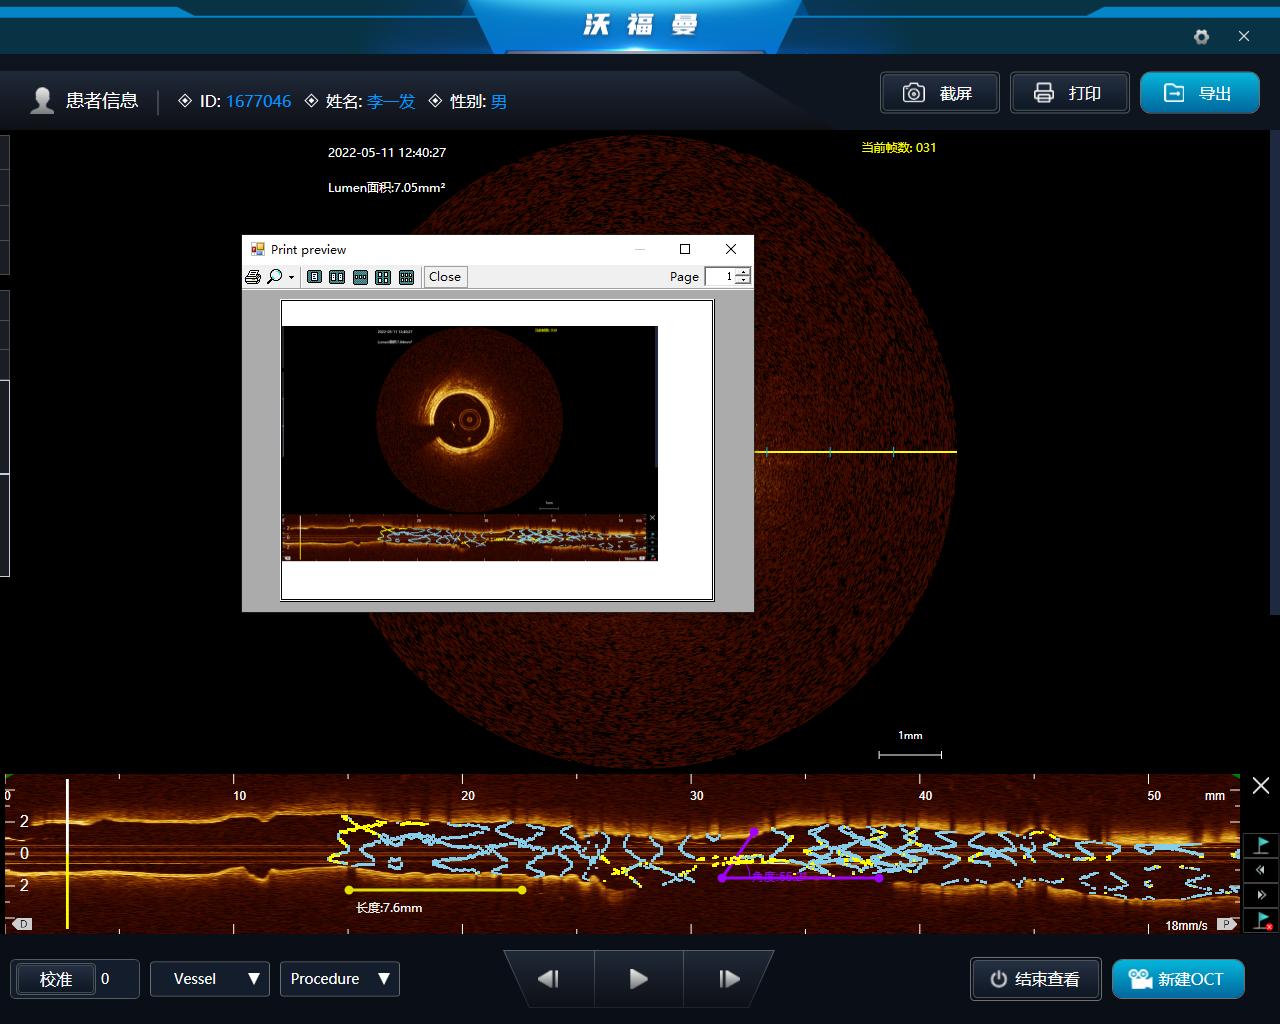 沃福曼
患者信息 ID: 1677046 姓名: 李一发 性别: 男
截屏 打印 导出
2022-05-11 12:40:27
当前帧数: 031
Lumen面积:7.05mm²
Print preview
Close Page 1
1mm
0 10 20 30 40 50 mm
2
0
2
长度:7.6mm
D 18mm/s P
校准 0 Vessel Procedure 结束查看 新建OCT